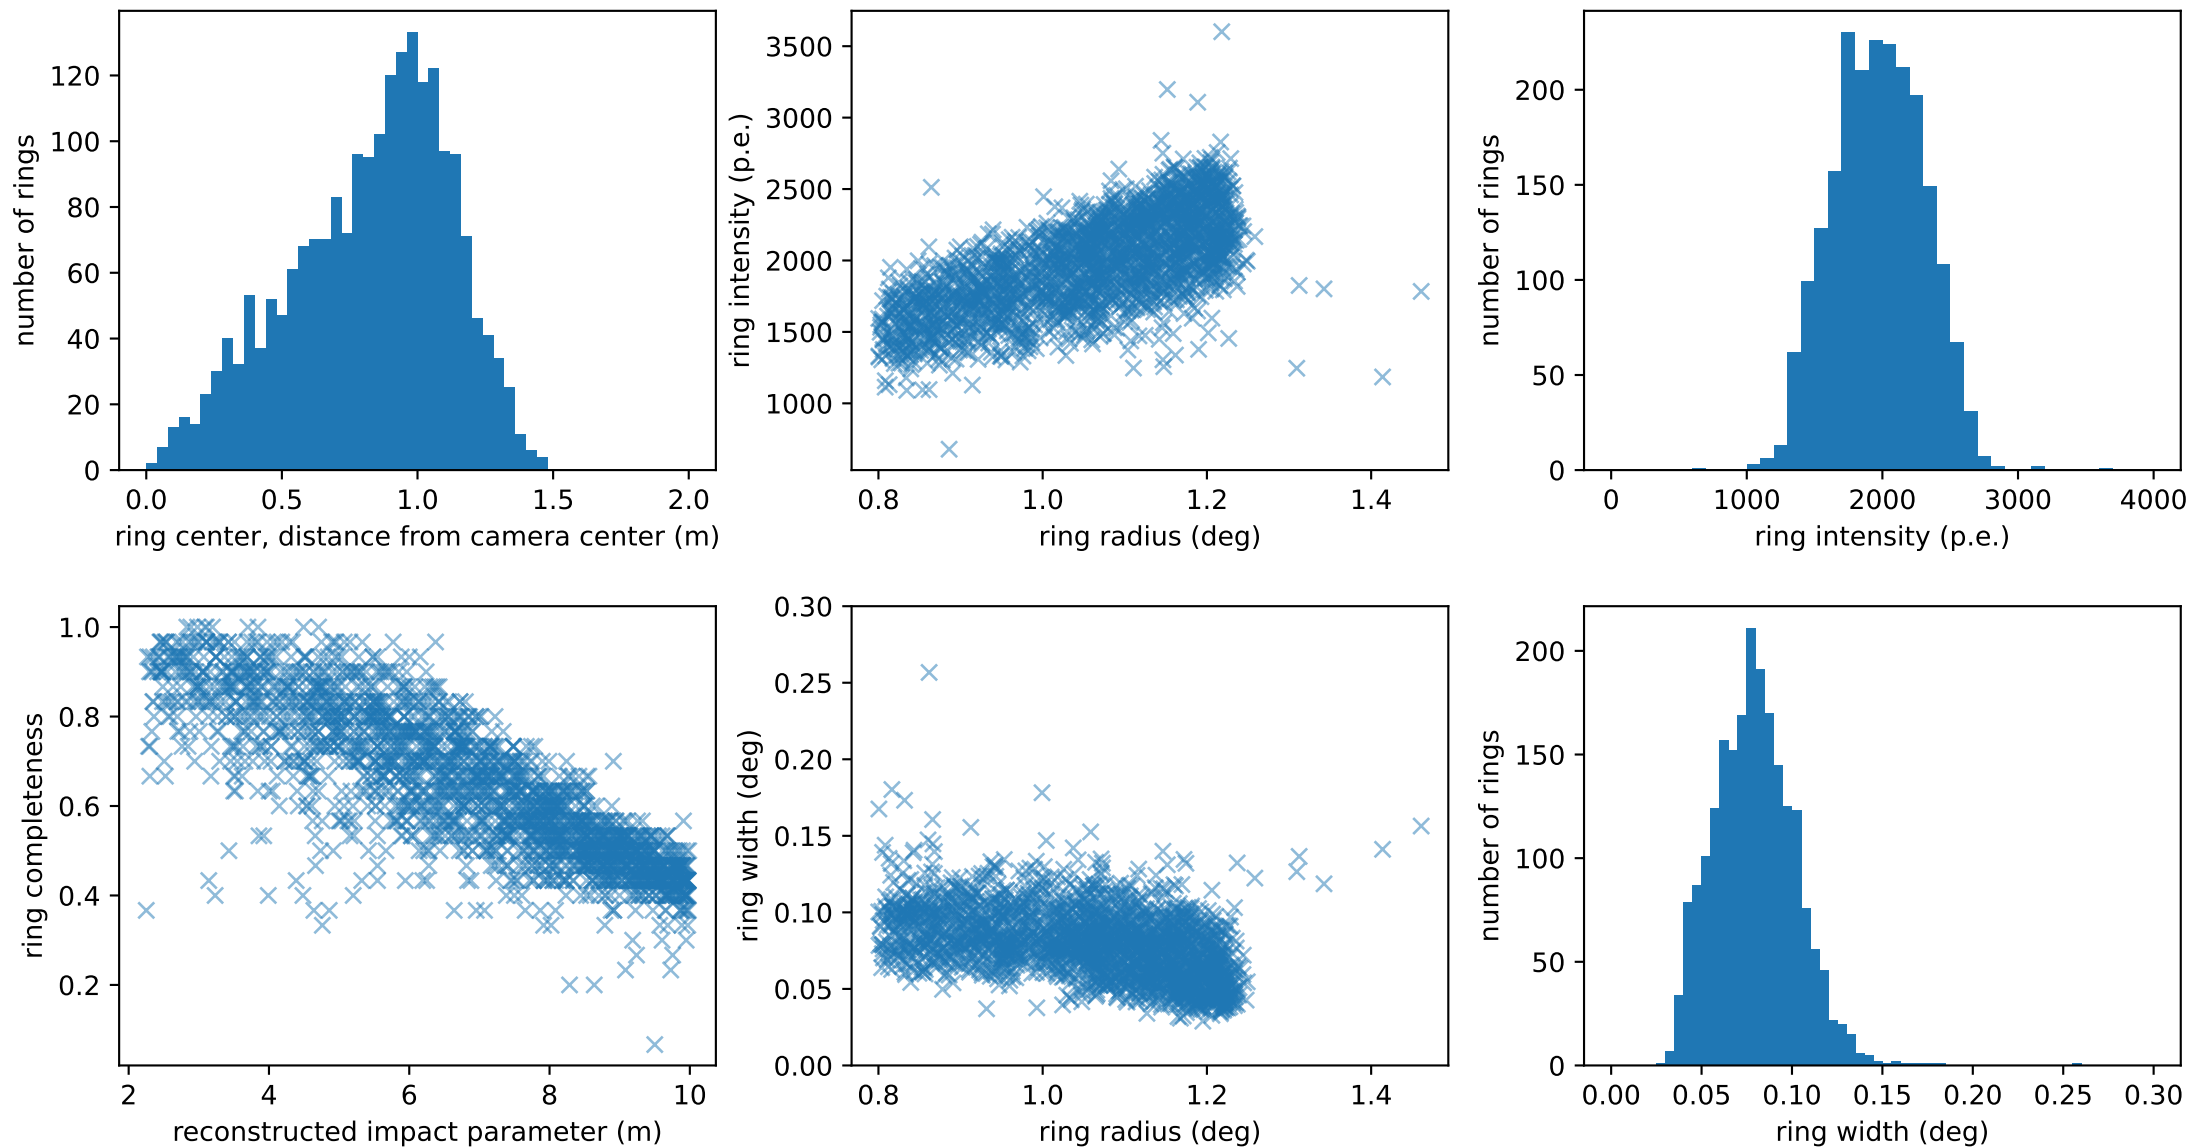 120
100
80
60
40
20
0
number of rings
0.0 0.5 1.0 1.5 2.0
ring center, distance from camera center (m)
3500
3000
2500
2000
1500
1000
ring intensity (p.e.)
0.8 1.0 1.2 1.4
ring radius (deg)
200
150
100
50
0
number of rings
0 1000 2000 3000 4000
ring intensity (p.e.)
1.0
0.8
0.6
0.4
0.2
ring completeness
2 4 6 8 10
reconstructed impact parameter (m)
0.30
0.25
0.20
0.15
0.10
0.05
0.00
ring width (deg)
0.8 1.0 1.2 1.4
ring radius (deg)
200
150
100
50
0
number of rings
0.00 0.05 0.10 0.15 0.20 0.25 0.30
ring width (deg)